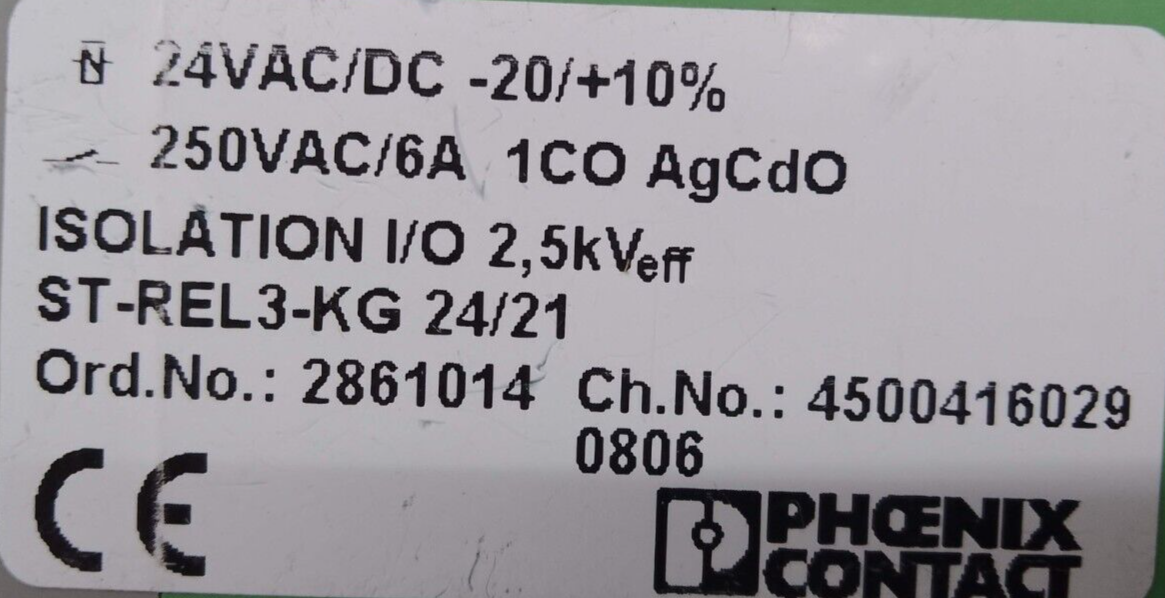 24VAC/DC -20/+10%
250VAC/6A 1CO AgCdO
ISOLATION I/O 2,5kVeff
ST-REL3-KG 24/21
Ord.No.: 2861014 Ch.No.: 4500416029
0806
CE
PHŒNIX
CONTACT